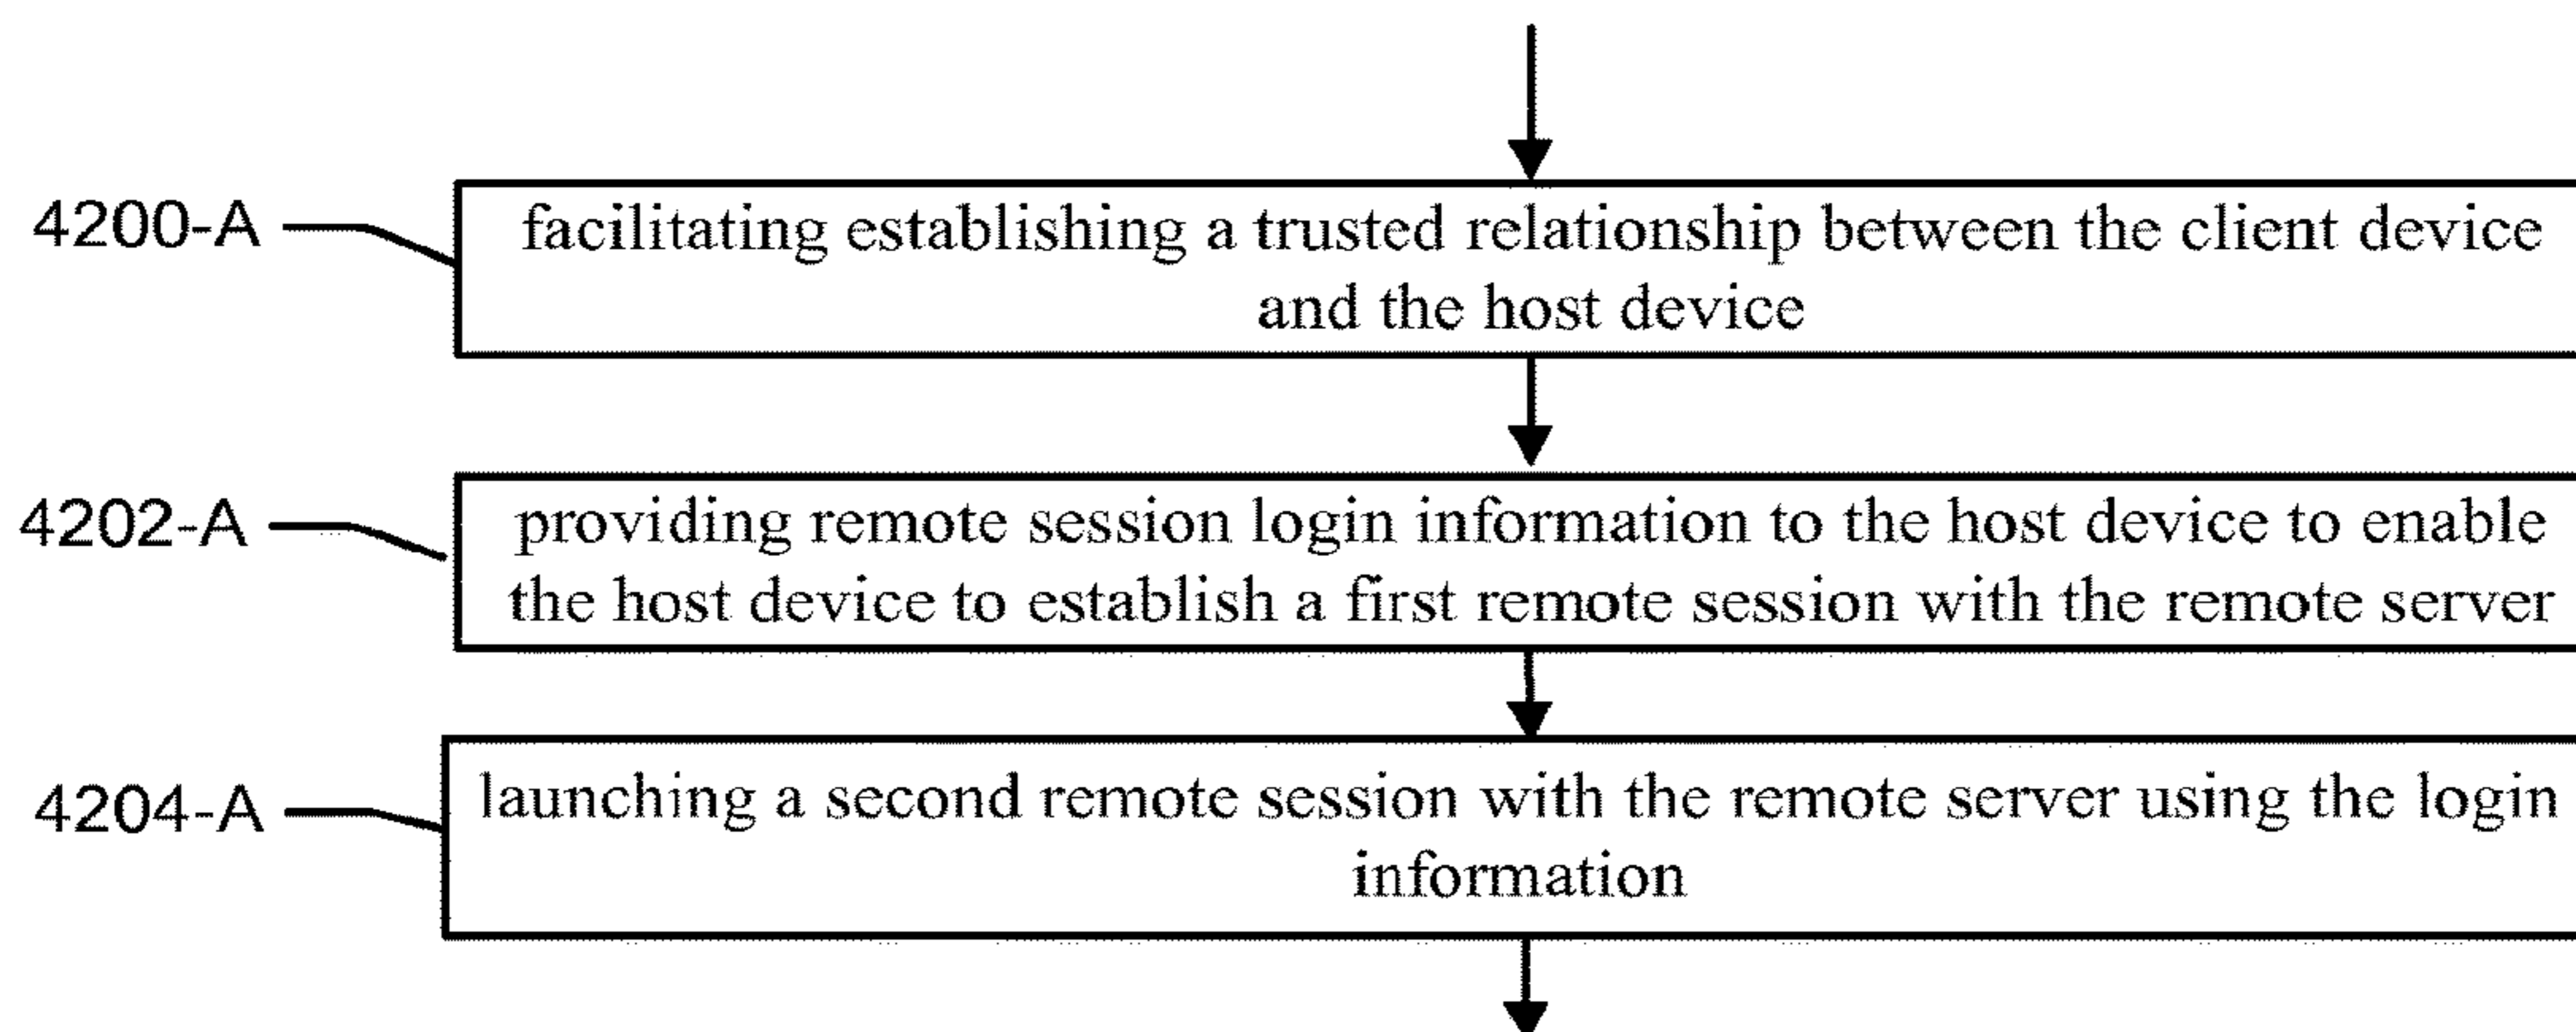 4200-A
facilitating establishing a trusted relationship between the client device
and the host device
4202-A
providing remote session login information to the host device to enable
the host device to establish a first remote session with the remote server
4204-A
launching a second remote session with the remote server using the login
information